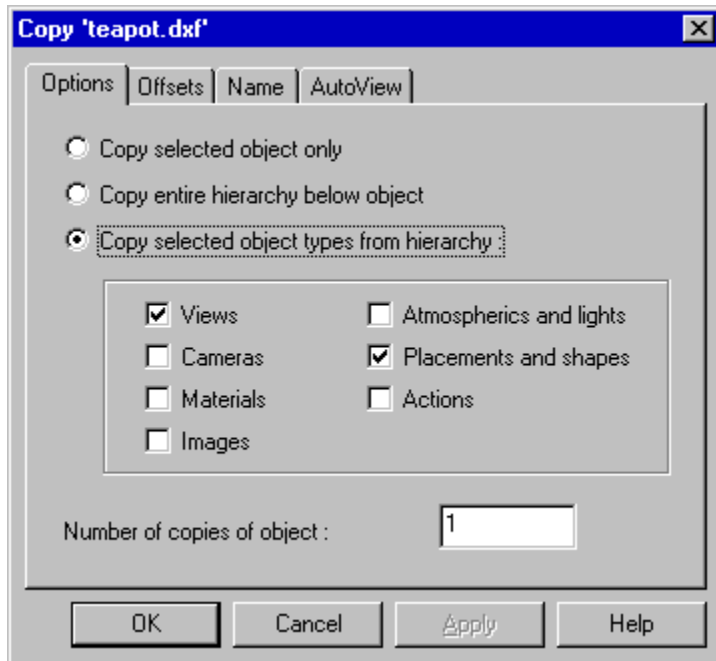 Copy 'teapot.dxf'
Options Offsets Name AutoView
Copy selected object only
Copy entire hierarchy below object
Copy selected object types from hierarchy :
Views Atmospherics and lights
Cameras Placements and shapes
Materials Actions
Images
Number of copies of object : 1
OK Cancel Apply Help